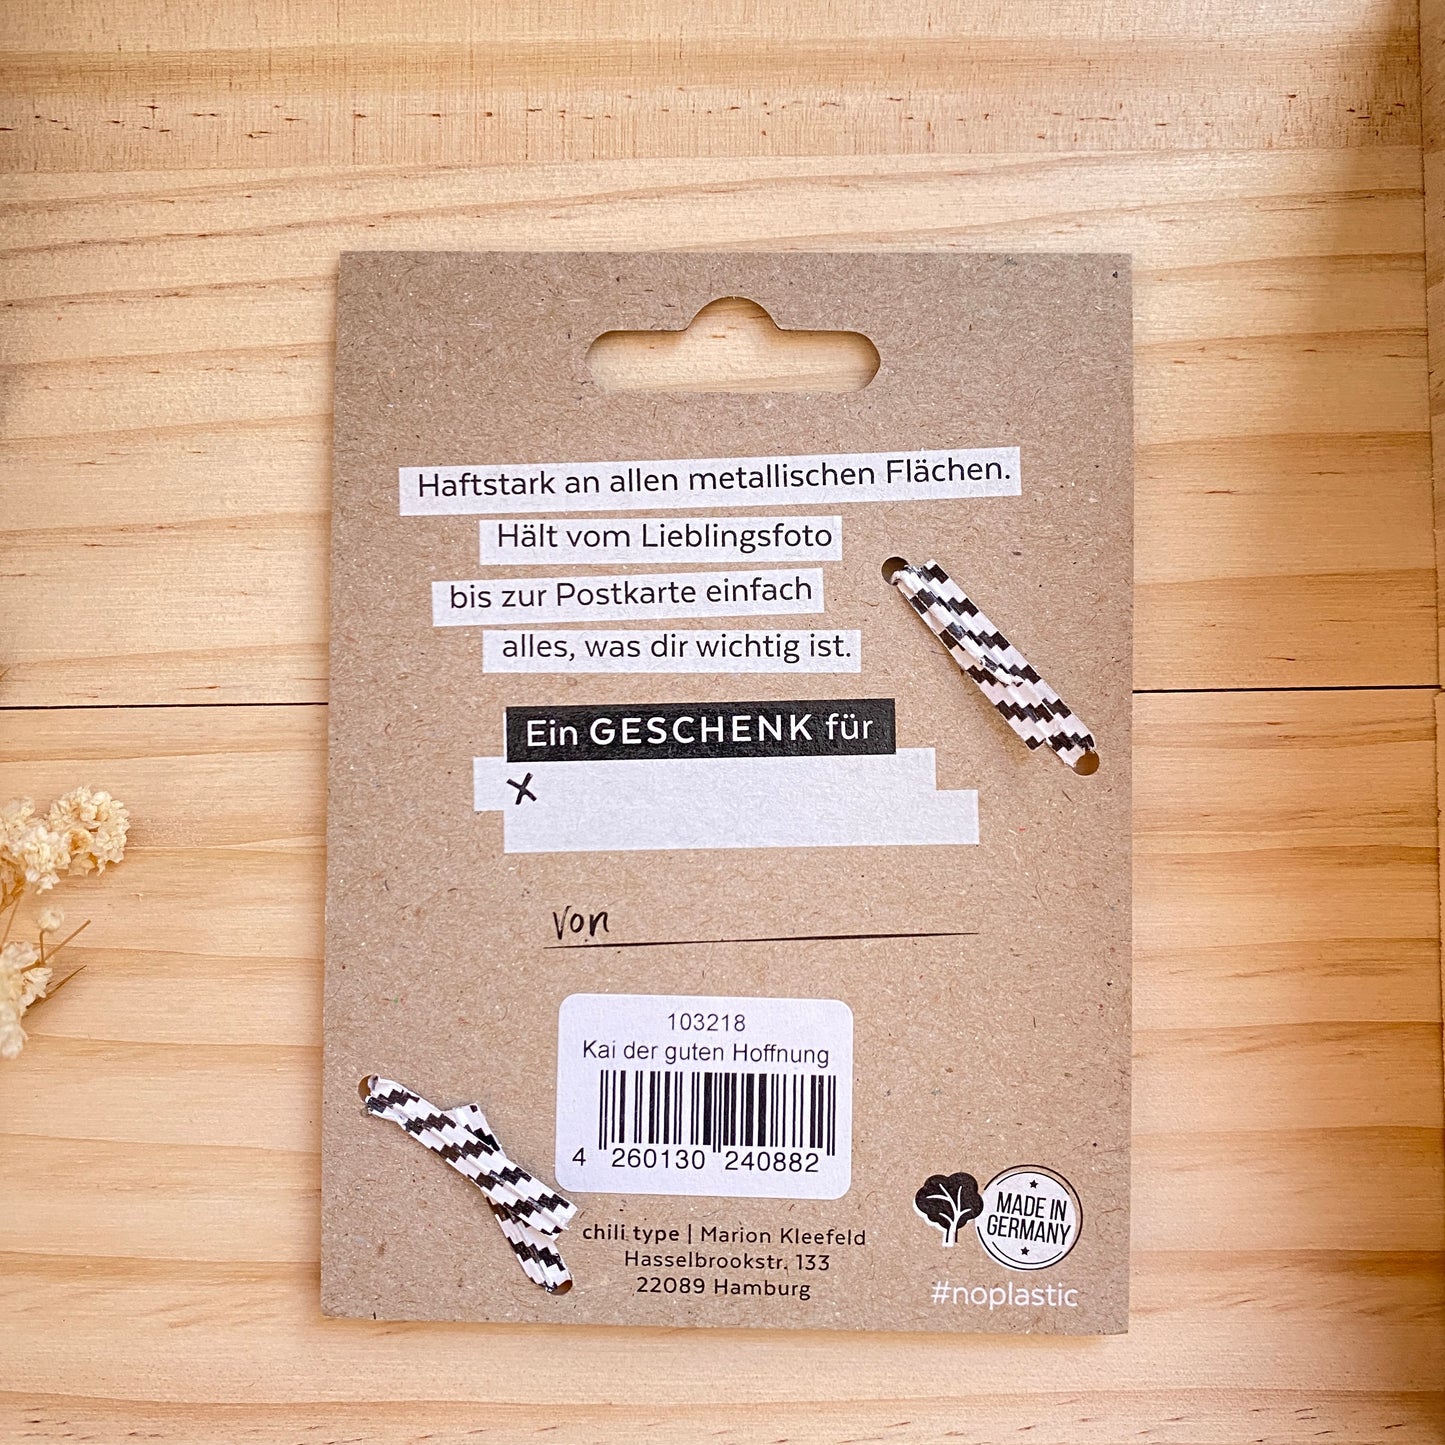 Haftstark an allen metallischen Flächen.
Hält vom Lieblingsfoto
bis zur Postkarte einfach
alles, was dir wichtig ist.
Ein GESCHENK für
x
von
103218
Kai der guten Hoffnung
4 260130 240882
chili type | Marion Kleefeld
Hasselbrookstr. 133
22089 Hamburg
MADE IN
GERMANY
#noplastic